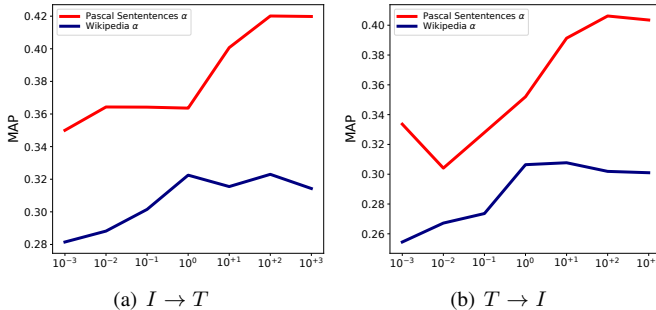 Pascal Sententences α
Wikipedia α
MAP
0.42
0.40
0.38
0.36
0.34
0.32
0.30
0.28
10⁻³ 10⁻² 10⁻¹ 10⁰ 10⁺¹ 10⁺² 10⁺³
(a) I → T
Pascal Sententences α
Wikipedia α
MAP
0.40
0.38
0.36
0.34
0.32
0.30
0.28
0.26
10⁻³ 10⁻² 10⁻¹ 10⁰ 10⁺¹ 10⁺² 10⁺
(b) T → I